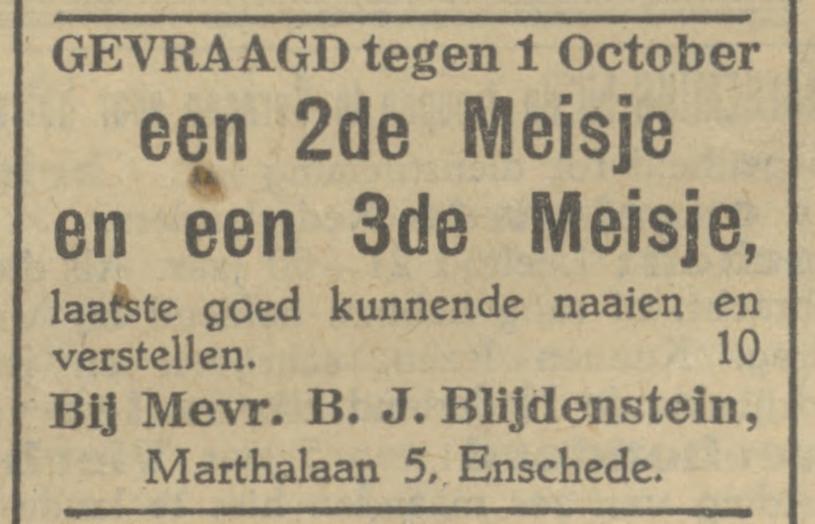 GEVRAAGD tegen 1 October
een 2de Meisje
en een 3de Meisje,
laatste goed kunnende naaien en
verstellen. 10
Bij Mevr. B. J. Blijdenstein,
Marthalaan 5, Enschede.